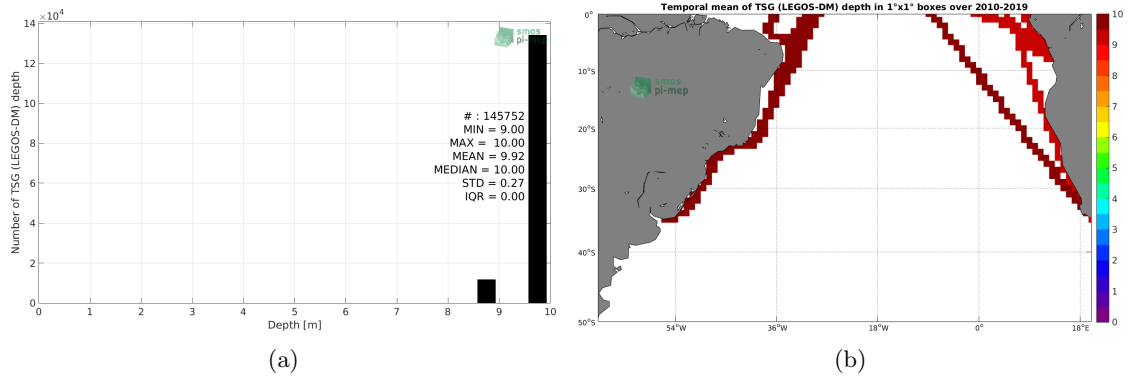 ×10⁴
14
12
10
8
6
4
2
0
Number of TSG (LEGOS-DM) depth
smos
pi-mep
# : 145752
MIN = 9.00
MAX = 10.00
MEAN = 9.92
MEDIAN = 10.00
STD = 0.27
IQR = 0.00
0 1 2 3 4 5 6 7 8 9 10
Depth [m]
(a)
Temporal mean of TSG (LEGOS-DM) depth in 1°x1° boxes over 2010-2019
0°
10°S
20°S
30°S
40°S
50°S
smos
pi-mep
54°W 36°W 18°W 0° 18°E
10
9
8
7
6
5
4
3
2
1
0
(b)